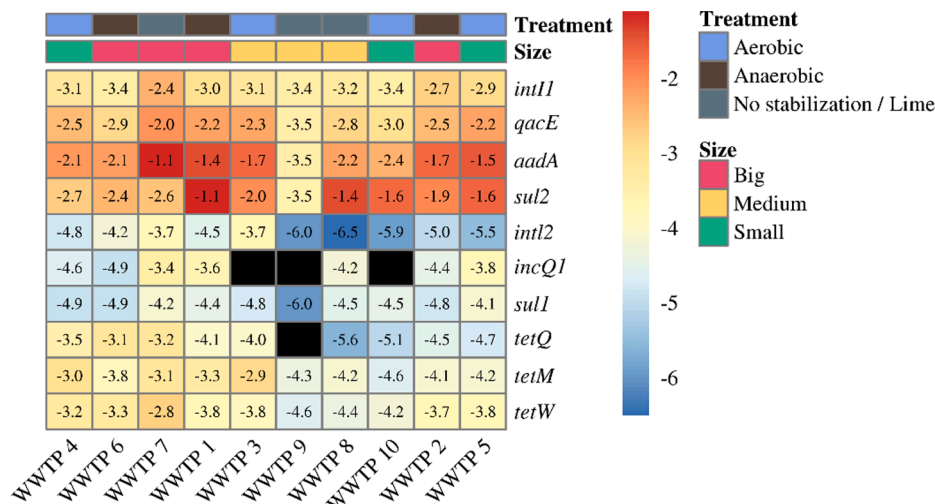 Treatment
Size
-3.1 -3.4 -2.4 -3.0 -3.1 -3.4 -3.2 -3.4 -2.7 -2.9 intI1
-2.5 -2.9 -2.0 -2.2 -2.3 -3.5 -2.8 -3.0 -2.5 -2.2 qacE
-2.1 -2.1 -1.1 -1.4 -1.7 -3.5 -2.2 -2.4 -1.7 -1.5 aadA
-2.7 -2.4 -2.6 -1.1 -2.0 -3.5 -1.4 -1.6 -1.9 -1.6 sul2
-4.8 -4.2 -3.7 -4.5 -3.7 -6.0 -6.5 -5.9 -5.0 -5.5 intl2
-4.6 -4.9 -3.4 -3.6 -4.2 -4.4 -3.8 incQ1
-4.9 -4.9 -4.2 -4.4 -4.8 -6.0 -4.5 -4.5 -4.8 -4.1 sul1
-3.5 -3.1 -3.2 -4.1 -4.0 -5.6 -5.1 -4.5 -4.7 tetQ
-3.0 -3.8 -3.1 -3.3 -2.9 -4.3 -4.2 -4.6 -4.1 -4.2 tetM
-3.2 -3.3 -2.8 -3.8 -3.8 -4.6 -4.4 -4.2 -3.7 -3.8 tetW
WWTP 4 WWTP 6 WWTP 7 WWTP 1 WWTP 3 WWTP 9 WWTP 8 WWTP 10 WWTP 2 WWTP 5
-2
-3
-4
-5
-6
Treatment
Aerobic
Anaerobic
No stabilization / Lime
Size
Big
Medium
Small